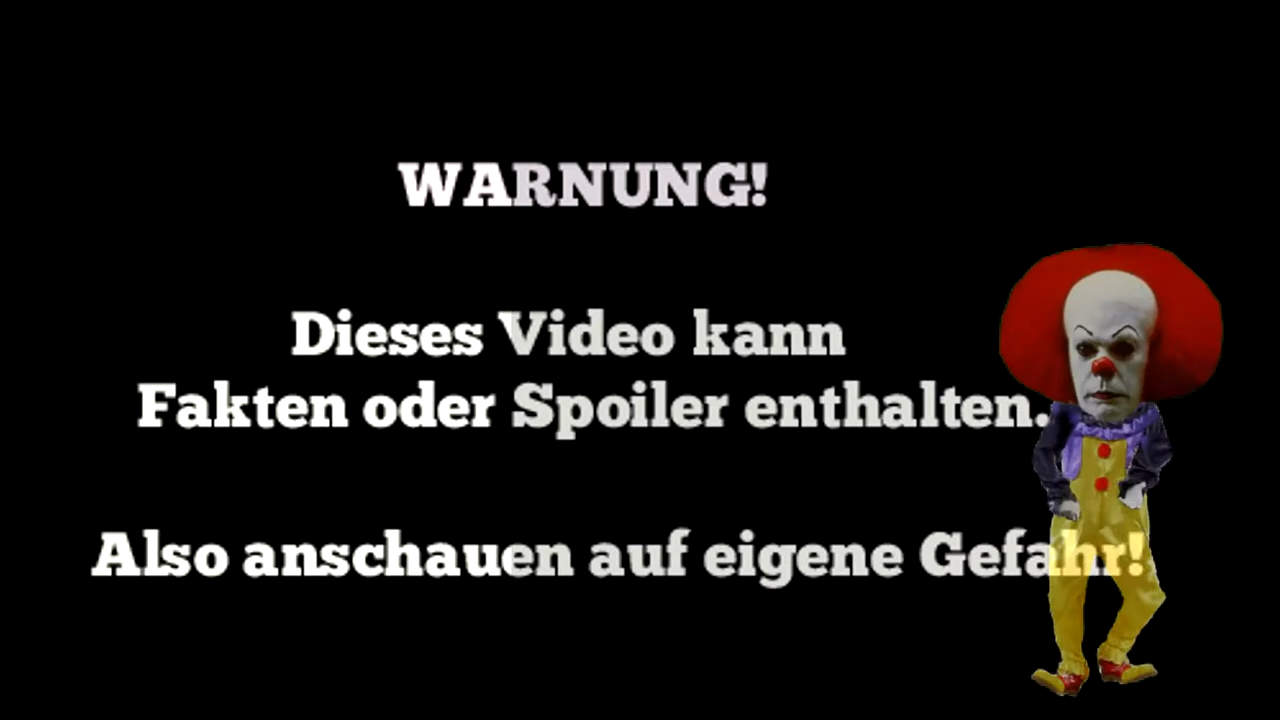 WARNUNG!
Dieses Video kann
Fakten oder Spoiler enthalten.
Also anschauen auf eigene Gefahr!